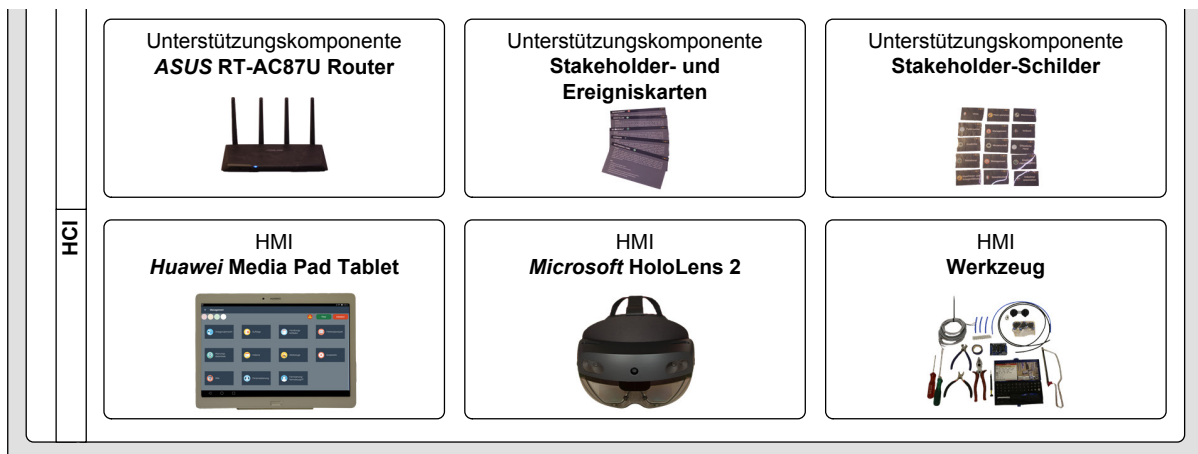 Unterstützungskomponente
ASUS RT-AC87U Router
Unterstützungskomponente
Stakeholder- und
Ereigniskarten
Unterstützungskomponente
Stakeholder-Schilder
HCI
HMI
Huawei Media Pad Tablet
HMI
Microsoft HoloLens 2
HMI
Werkzeug